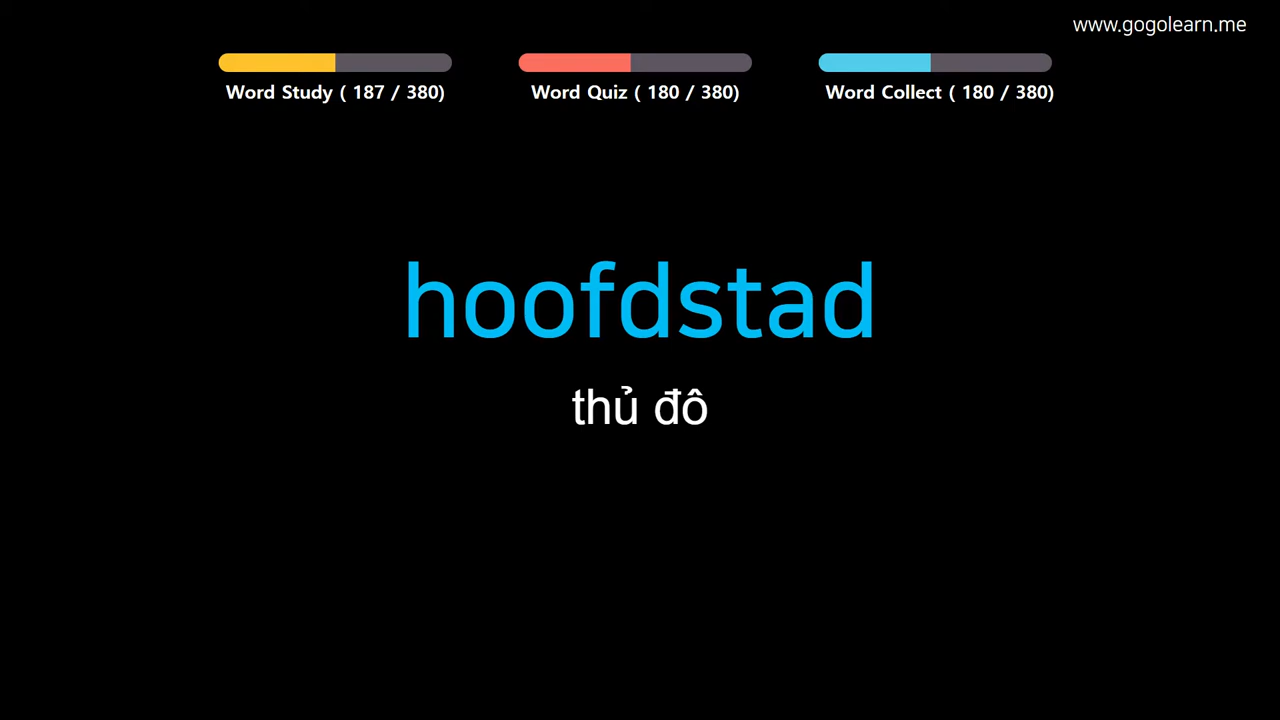 www.gogolearn.me
Word Study ( 187 / 380)
Word Quiz ( 180 / 380)
Word Collect ( 180 / 380)
hoofdstad
thủ đô